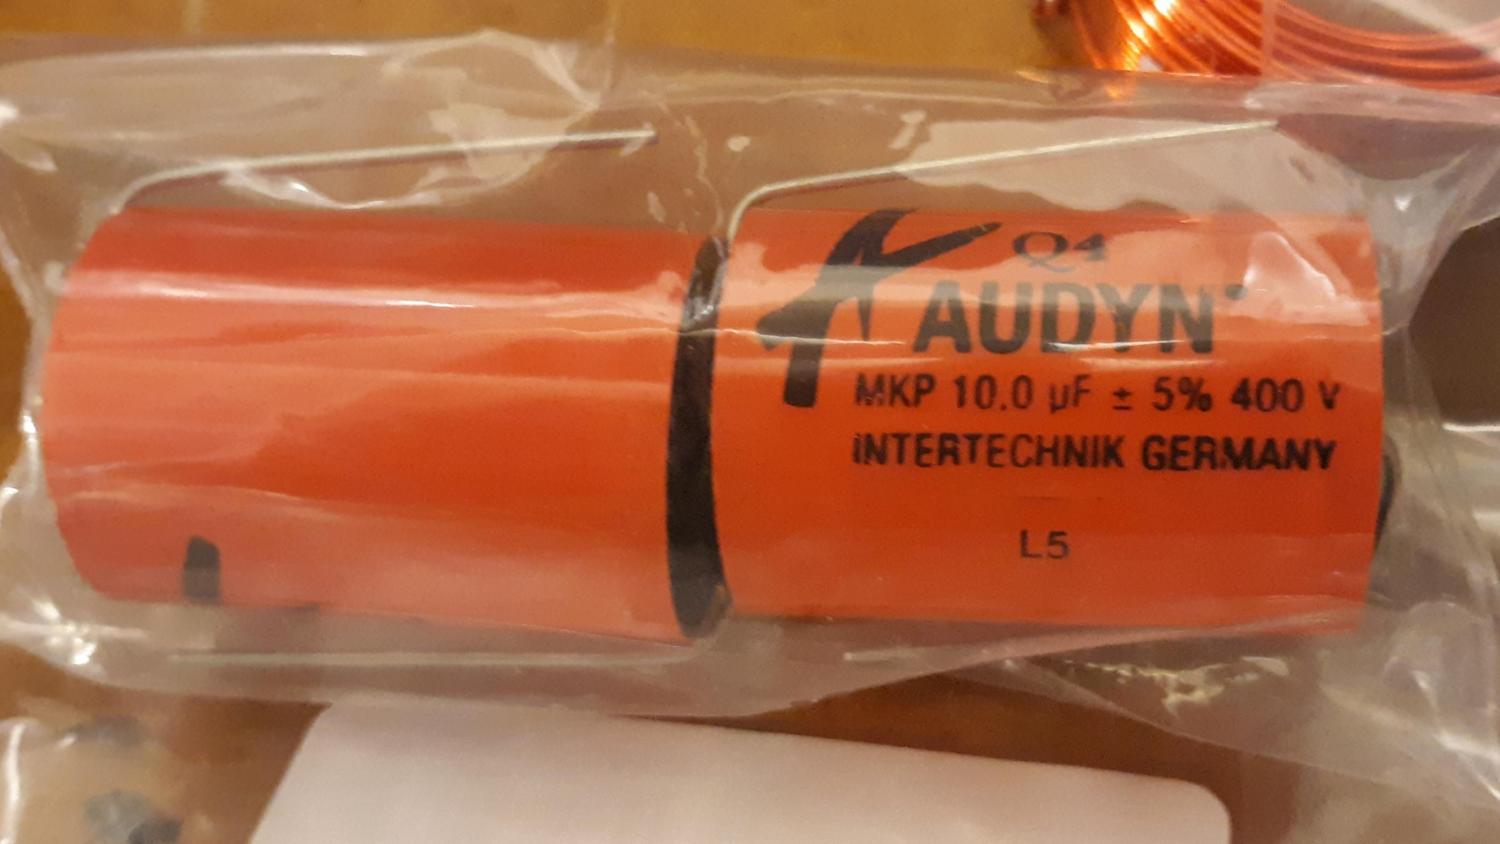 Q4
AUDYN
MKP 10.0 µF ± 5% 400 V
INTERTECHNIK GERMANY
L5